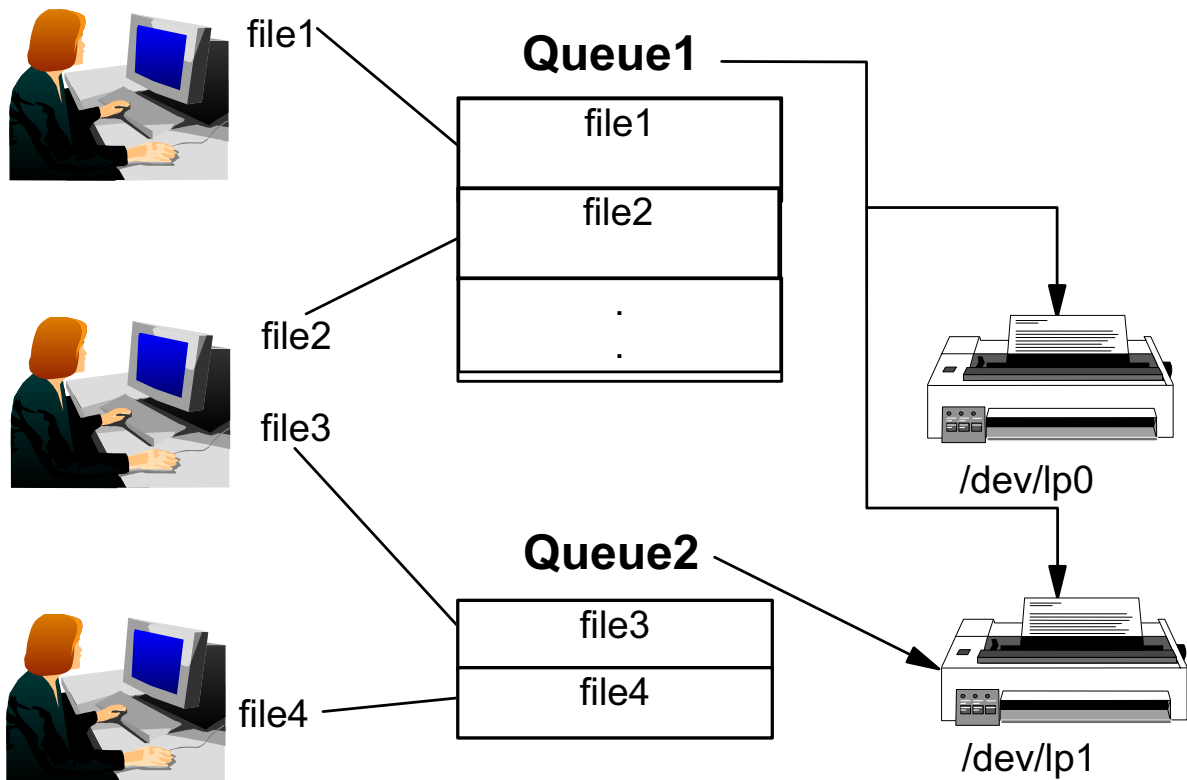 file1
Queue1
file1
file2
.
.
file2
file3
/dev/lp0
Queue2
file3
file4
file4
/dev/lp1